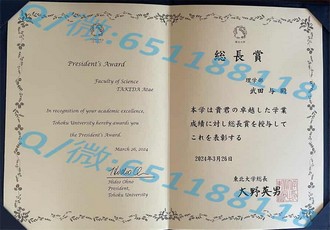 President's Award
Faculty of Science
TAKEDA Atae
In recognition of your academic excellence,
Tohoku University hereby awards you
the President's Award.
March 26, 2024
Hideo Ohno
President,
Tohoku University
総長賞
理学部
武田 与 殿
本学は貴君の卓越した学業
成績に対し総長賞を授与して
これを表彰する
2024年3月26日
東北大学総長
大野英男
Q/微:651188118
Q/微:651188118